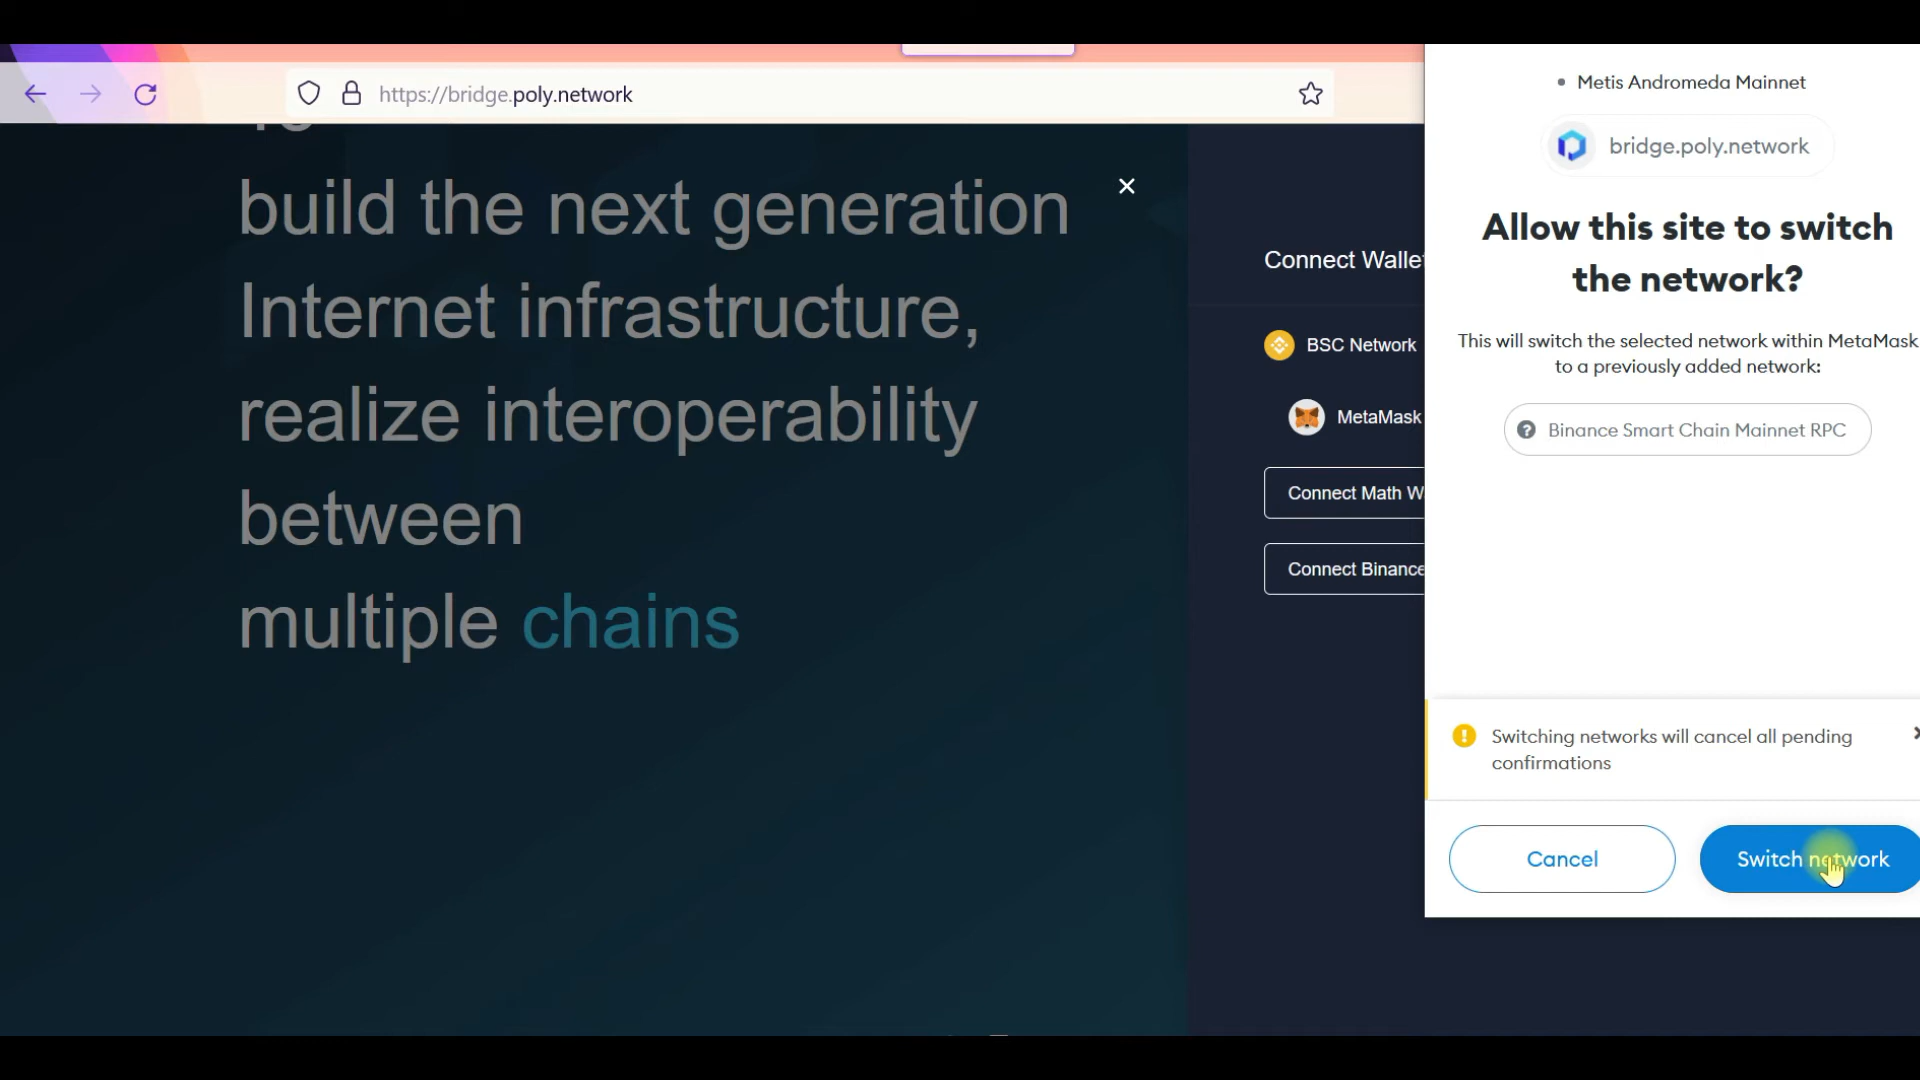 Metis Andromeda Mainnet
https://bridge.poly.network
bridge.poly.network
build the next generation
Internet infrastructure,
realize interoperability
between
multiple chains
Connect Wallet
BSC Network
MetaMask
Connect Math W
Connect Binance
Allow this site to switch
the network?
This will switch the selected network within MetaMask
to a previously added network:
Binance Smart Chain Mainnet RPC
Switching networks will cancel all pending
confirmations
Cancel
Switch network